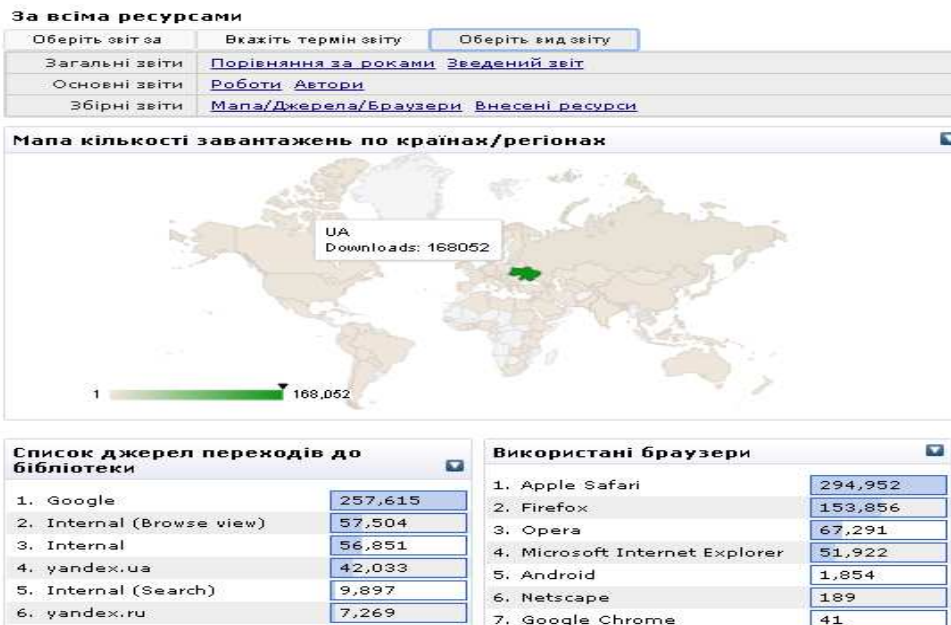 За всіма ресурсами
Оберіть звіт за Вкажіть термін звіту Оберіть вид звіту
Загальні звіти Порівняння за роками Зведений звіт
Основні звіти Роботи Автори
Збірні звіти Мапа/Джерела/Браузери Внесені ресурси
Мапа кількості завантажень по країнах/регіонах
UA
Downloads: 168052
1 168,052
Список джерел переходів до
бібліотеки
1. Google 257,615
2. Internal (Browse view) 57,504
3. Internal 56,851
4. yandex.ua 42,033
5. Internal (Search) 9,897
6. yandex.ru 7,269
Використані браузери
1. Apple Safari 294,952
2. Firefox 153,856
3. Opera 67,291
4. Microsoft Internet Explorer 51,922
5. Android 1,854
6. Netscape 189
7. Google Chrome 41